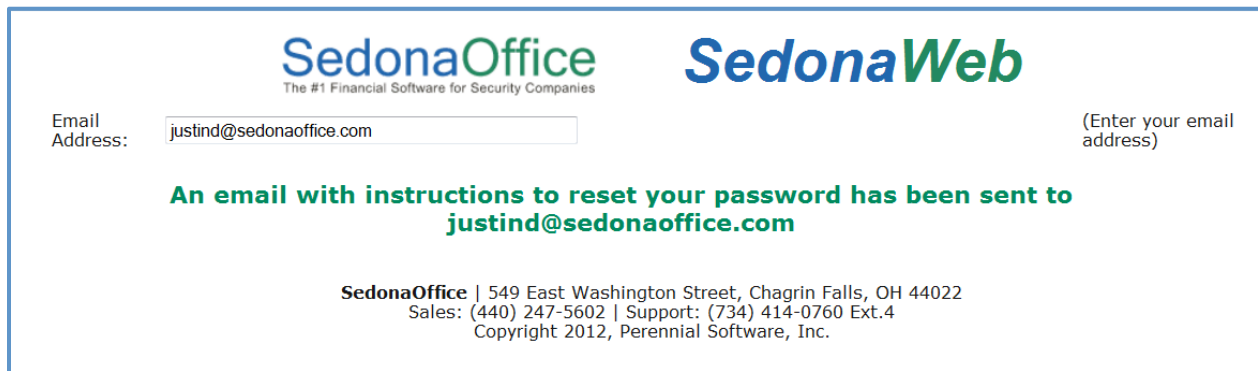 SedonaOffice
The #1 Financial Software for Security Companies
SedonaWeb
Email
Address:
justind@sedonaoffice.com
(Enter your email
address)
An email with instructions to reset your password has been sent to
justind@sedonaoffice.com
SedonaOffice | 549 East Washington Street, Chagrin Falls, OH 44022
Sales: (440) 247-5602 | Support: (734) 414-0760 Ext.4
Copyright 2012, Perennial Software, Inc.